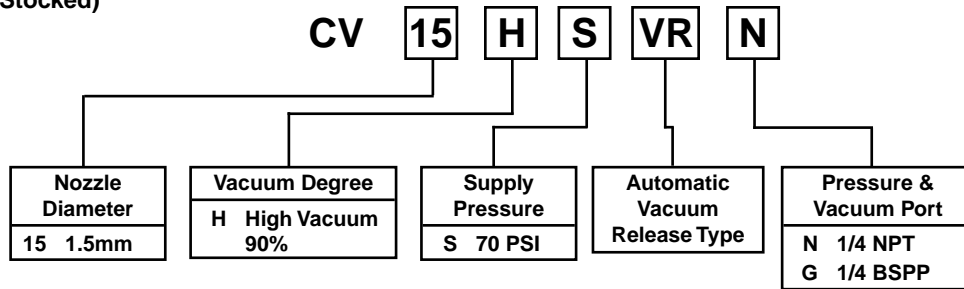 Stocked)
CV 15 H S VR N
Nozzle
Diameter
15 1.5mm
Vacuum Degree
H High Vacuum
90%
Supply
Pressure
S 70 PSI
Automatic
Vacuum
Release Type
Pressure &
Vacuum Port
N 1/4 NPT
G 1/4 BSPP